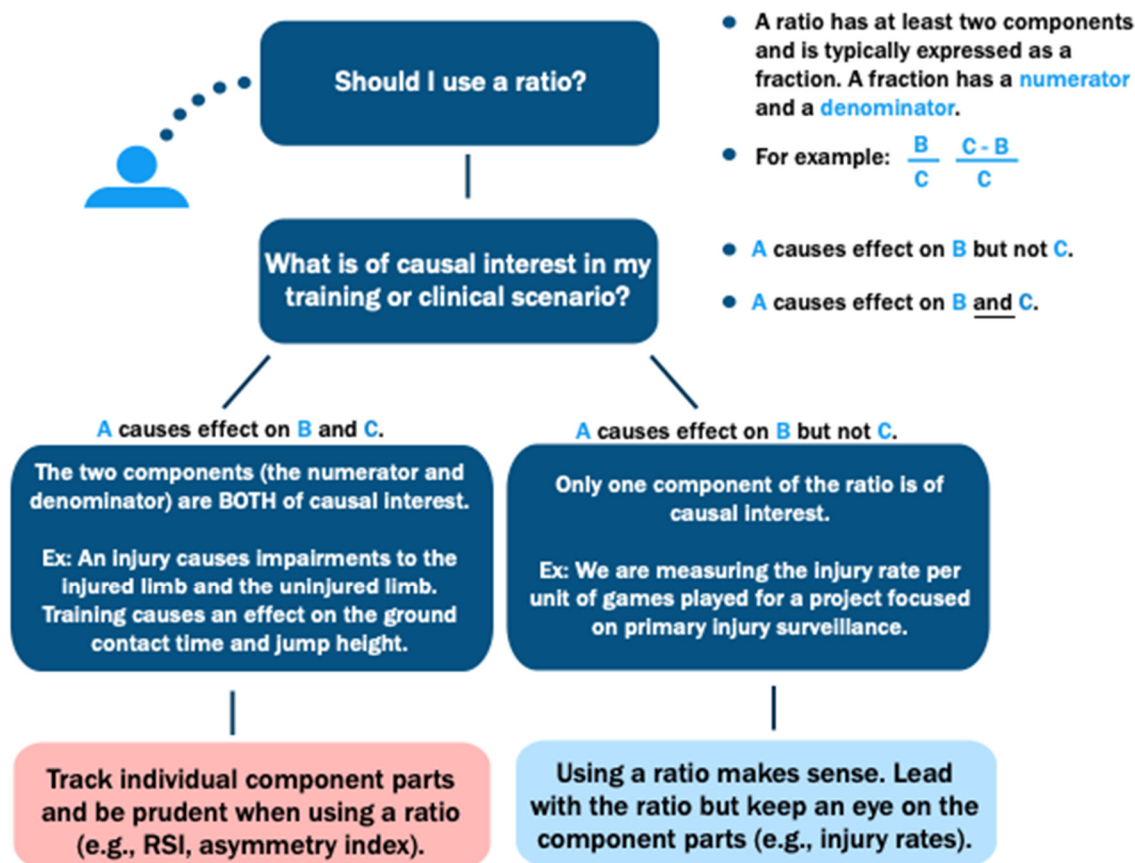 Should I use a ratio?
A ratio has at least two components
and is typically expressed as a
fraction. A fraction has a numerator
and a denominator.
For example: B/C C - B/C
What is of causal interest in my
training or clinical scenario?
A causes effect on B but not C.
A causes effect on B and C.
A causes effect on B and C.
The two components (the numerator and
denominator) are BOTH of causal interest.
Ex: An injury causes impairments to the
injured limb and the uninjured limb.
Training causes an effect on the ground
contact time and jump height.
Track individual component parts
and be prudent when using a ratio
(e.g., RSI, asymmetry index).
A causes effect on B but not C.
Only one component of the ratio is of
causal interest.
Ex: We are measuring the injury rate per
unit of games played for a project focused
on primary injury surveillance.
Using a ratio makes sense. Lead
with the ratio but keep an eye on the
component parts (e.g., injury rates).